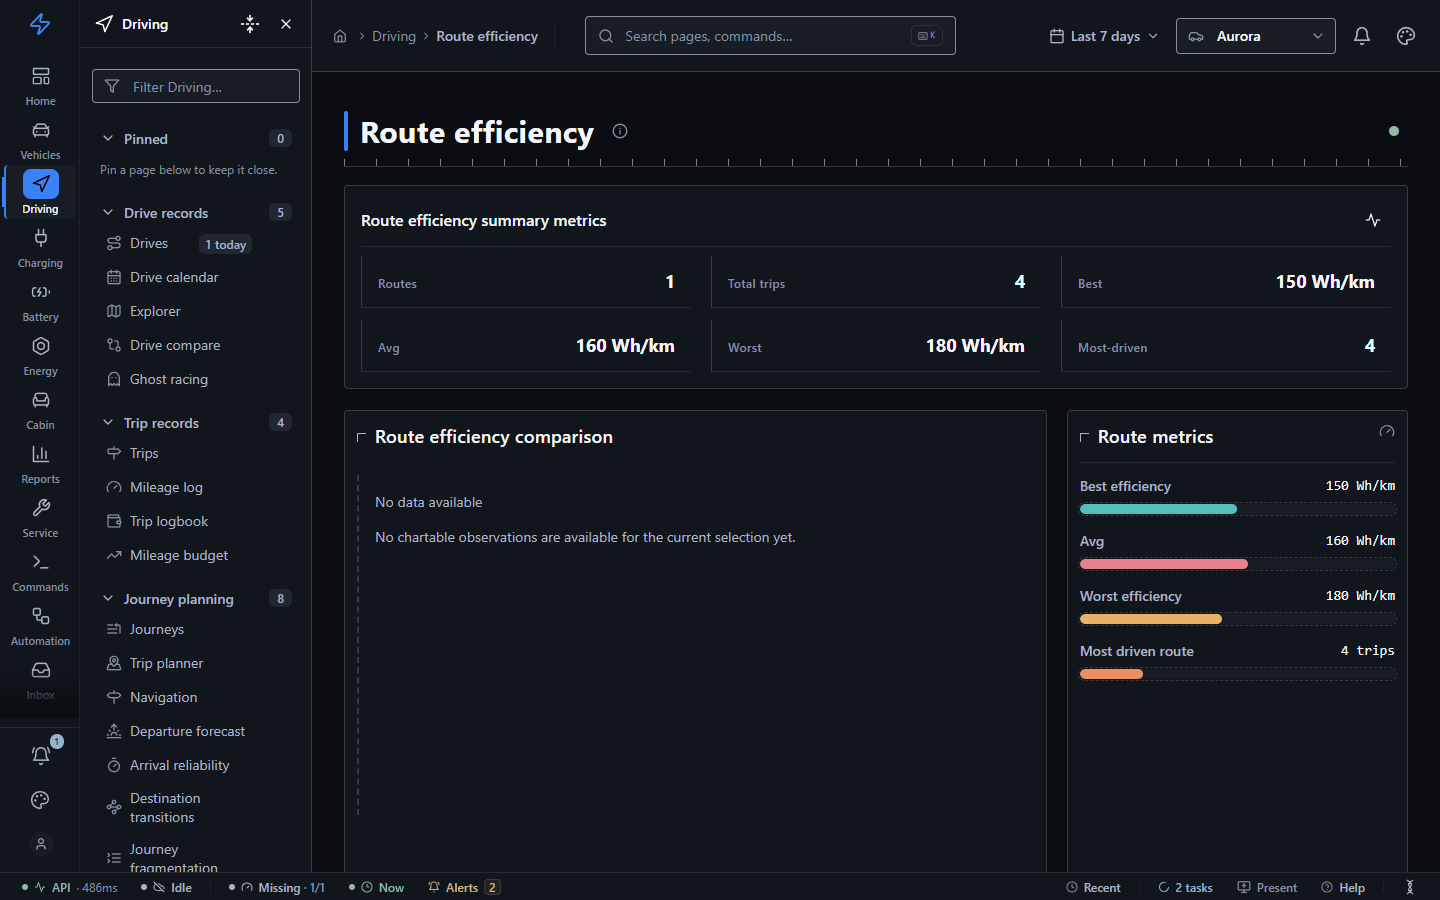 Driving
Driving
Route efficiency
Search pages, commands...
K
Last 7 days
Aurora
Home
Vehicles
Driving
Charging
Battery
Energy
Cabin
Reports
Service
Commands
Automation
Inbox
1
Filter Driving...
Pinned
0
Pin a page below to keep it close.
Drive records
5
Drives
1 today
Drive calendar
Explorer
Drive compare
Ghost racing
Trip records
4
Trips
Mileage log
Trip logbook
Mileage budget
Journey planning
8
Journeys
Trip planner
Navigation
Departure forecast
Arrival reliability
Destination
transitions
Journey
fragmentation
Route efficiency
Route efficiency summary metrics
Routes
1
Total trips
4
Best
150 Wh/km
Avg
160 Wh/km
Worst
180 Wh/km
Most-driven
4
Route efficiency comparison
No data available
No chartable observations are available for the current selection yet.
Route metrics
Best efficiency
150 Wh/km
Avg
160 Wh/km
Worst efficiency
180 Wh/km
Most driven route
4 trips
API · 486ms
Idle
Missing · 1/1
Now
Alerts 2
Recent
2 tasks
Present
Help